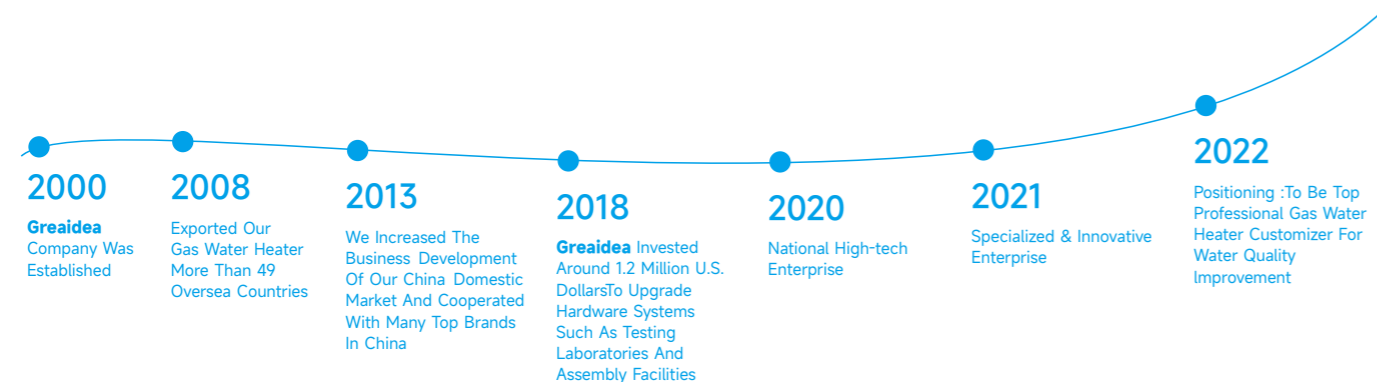 2000
Greaidea
Company Was
Established
2008
Exported Our
Gas Water Heater
More Than 49
Oversea Countries
2013
We Increased The
Business Development
Of Our China Domestic
Market And Cooperated
With Many Top Brands
In China
2018
Greaidea Invested
Around 1.2 Million U.S.
DollarsTo Upgrade
Hardware Systems
Such As Testing
Laboratories And
Assembly Facilities
2020
National High-tech
Enterprise
2021
Specialized & Innovative
Enterprise
2022
Positioning :To Be Top
Professional Gas Water
Heater Customizer For
Water Quality
Improvement